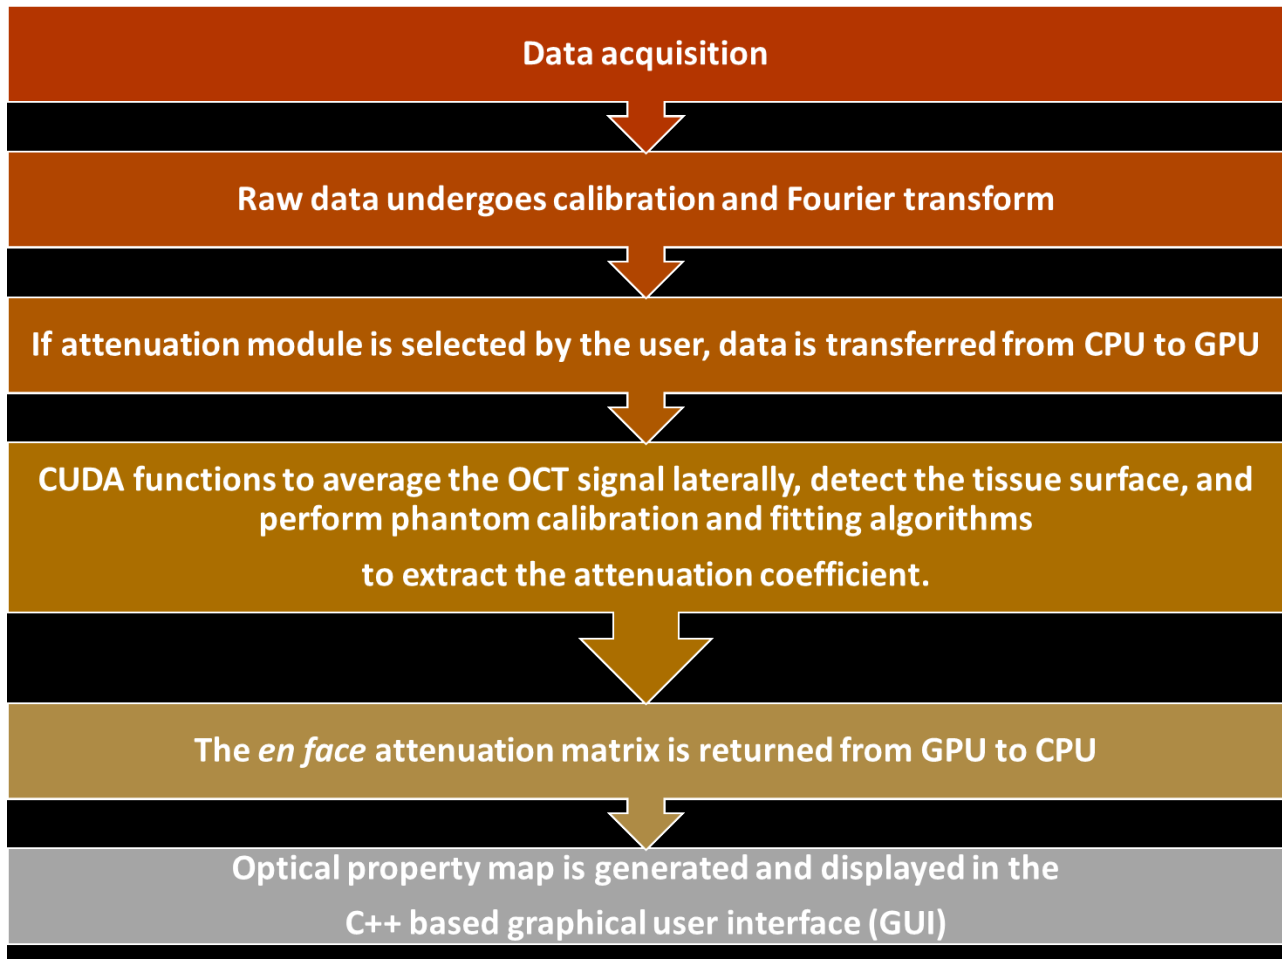 Data acquisition
Raw data undergoes calibration and Fourier transform
If attenuation module is selected by the user, data is transferred from CPU to GPU
CUDA functions to average the OCT signal laterally, detect the tissue surface, and
perform phantom calibration and fitting algorithms
to extract the attenuation coefficient.
The en face attenuation matrix is returned from GPU to CPU
Optical property map is generated and displayed in the
C++ based graphical user interface (GUI)